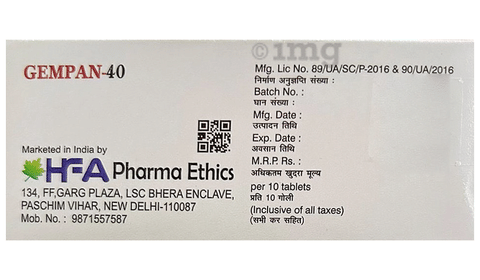 1mg
GEMPAN-40
Marketed in India by
HFA Pharma Ethics
134, FF,GARG PLAZA, LSC BHERA ENCLAVE,
PASCHIM VIHAR, NEW DELHI-110087
Mob. No. : 9871557587
Mfg. Lic No. 89/UA/SC/P-2016 & 90/UA/2016
निर्माण अनुज्ञप्ति संख्या :
Batch No. :
घान संख्या :
Mfg. Date :
उत्पादन तिथि
Exp. Date :
अवसान तिथि
M.R.P. Rs :
अधिकतम खुदरा मूल्य
per 10 tablets
प्रति 10 गोली
(Inclusive of all taxes)
(सभी कर सहित)